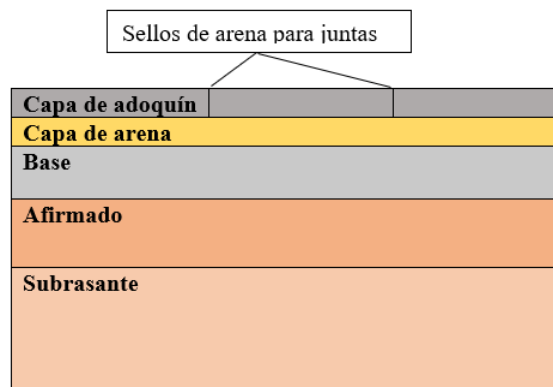 Sellos de arena para juntas
Capa de adoquín
Capa de arena
Base
Afirmado
Subrasante